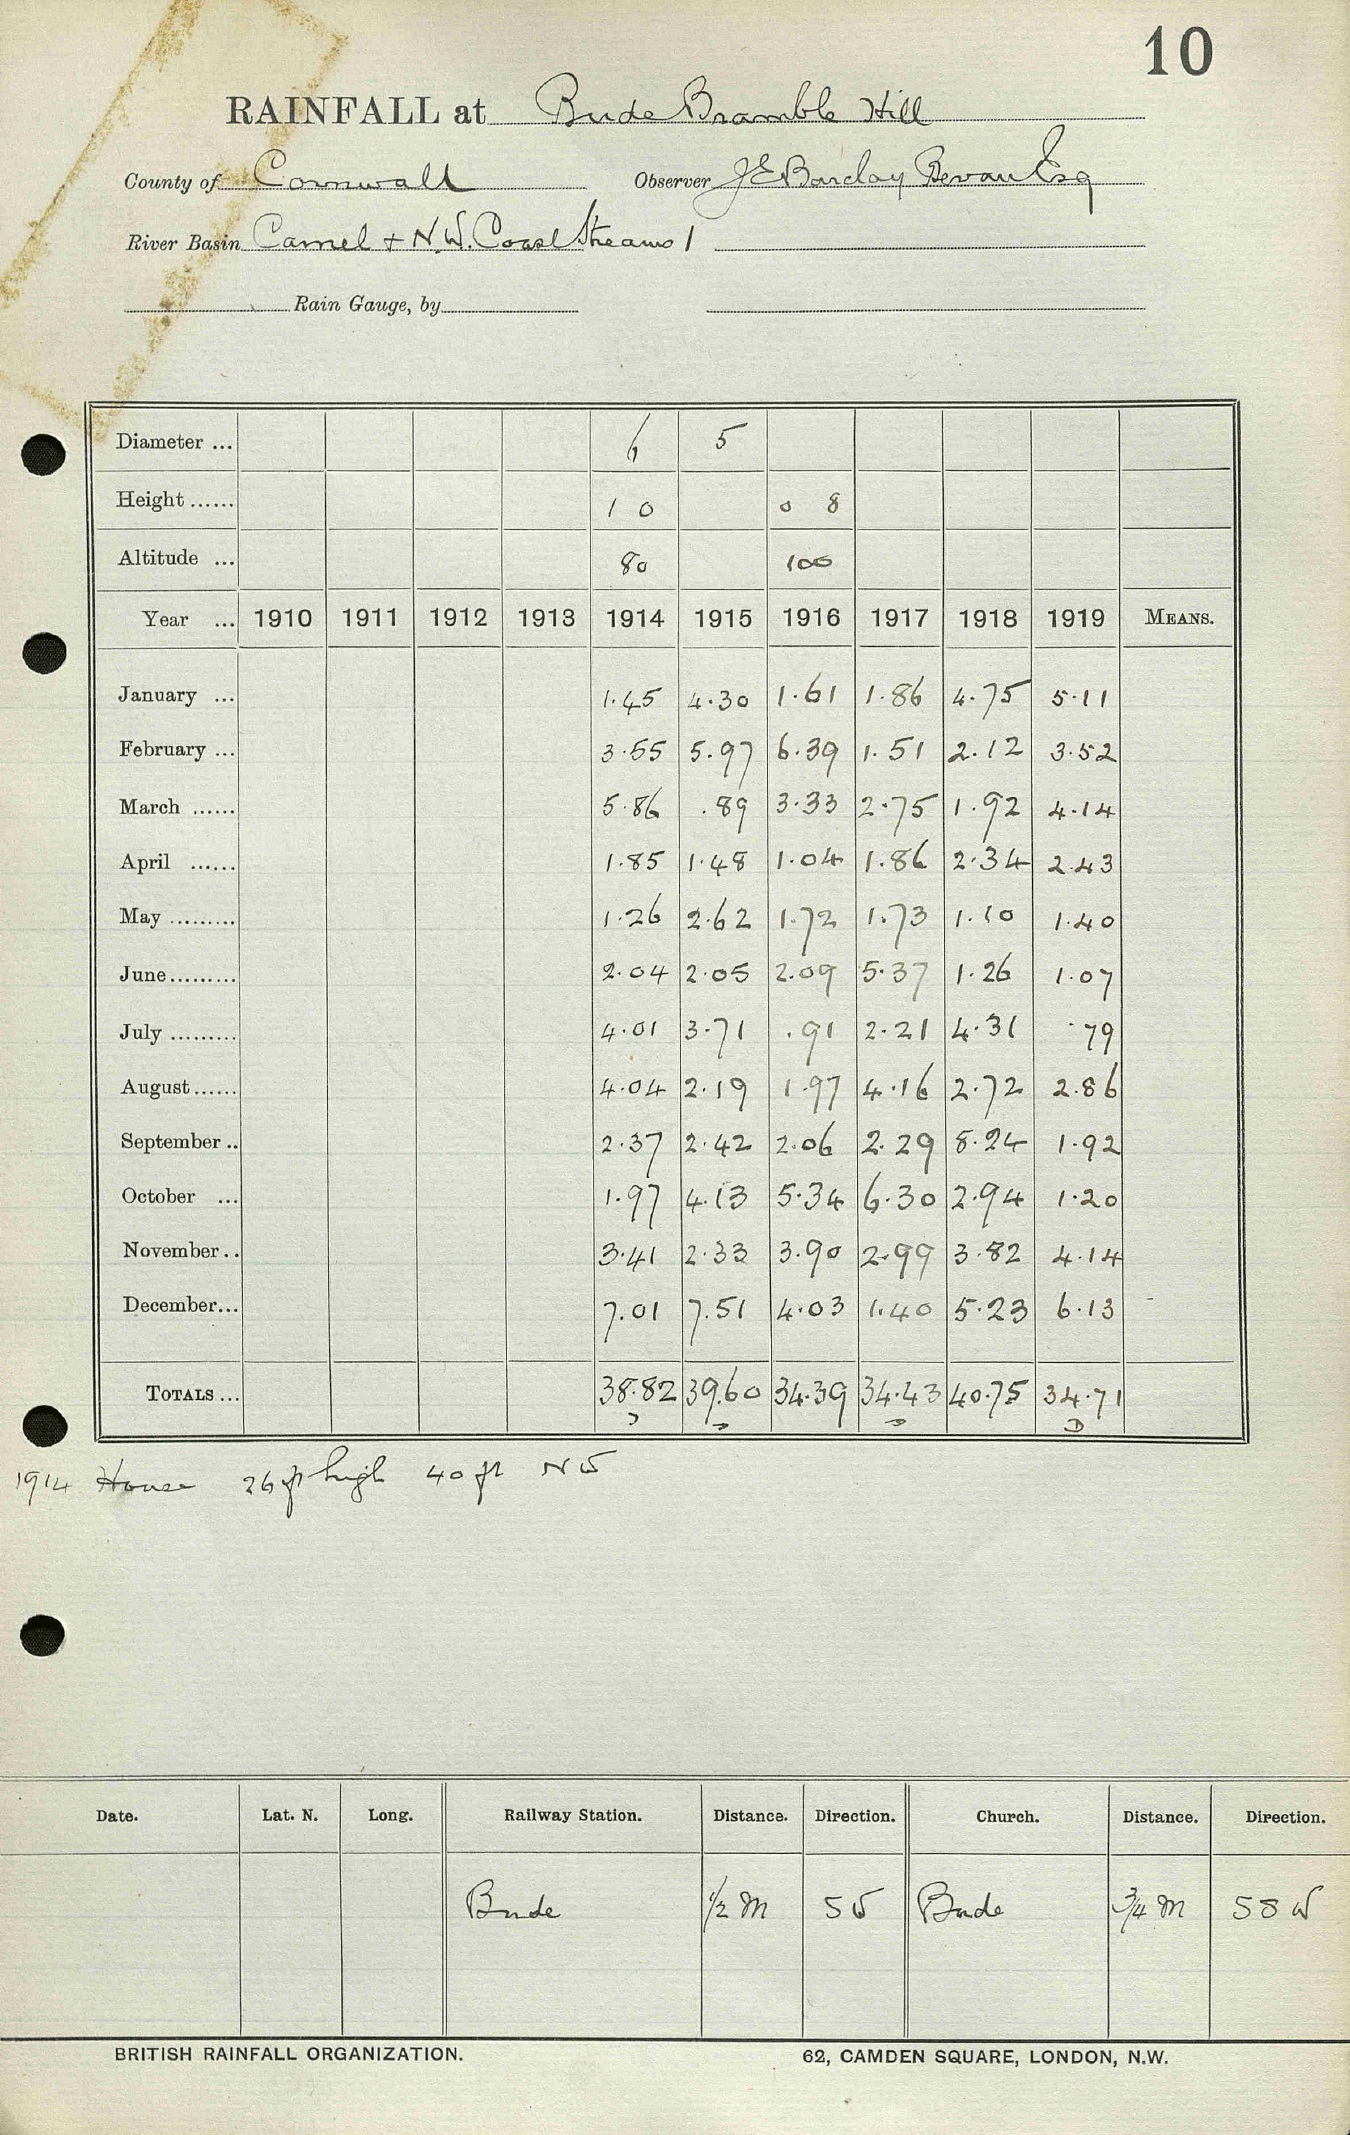 10
RAINFALL at Bude Bramble Hill
County of Cornwall Observer J E Barclay Bevan Esq
River Basin Camel + N.W. Coast Streams 1
Rain Gauge, by
Diameter ... 6 5
Height ...... 1 0 0 8
Altitude ... 80 100
Year ... 1910 1911 1912 1913 1914 1915 1916 1917 1918 1919 MEANS.
January ... 1.45 4.30 1.61 1.86 4.75 5.11
February ... 3.55 5.97 6.39 1.51 2.12 3.52
March ...... 5.86 .89 3.33 2.75 1.92 4.14
April ...... 1.85 1.48 1.04 1.86 2.34 2.43
May ......... 1.26 2.62 1.72 1.73 1.10 1.40
June ......... 2.04 2.05 2.09 5.37 1.26 1.07
July ......... 4.01 3.71 .91 2.21 4.31 .79
August ...... 4.04 2.19 1.97 4.16 2.72 2.86
September .. 2.37 2.42 2.06 2.29 8.24 1.92
October ... 1.97 4.13 5.34 6.30 2.94 1.20
November .. 3.41 2.33 3.90 2.99 3.82 4.14
December ... 7.01 7.51 4.03 1.40 5.23 6.13
TOTALS ... 38.82 39.60 34.39 34.43 40.75 34.71
1914 House 26 ft high 40 ft NW
Date. Lat. N. Long. Railway Station. Distance. Direction. Church. Distance. Direction.
Bude 1/2 M SW Bude 3/4 M SSW
BRITISH RAINFALL ORGANIZATION. 62, CAMDEN SQUARE, LONDON, N.W.